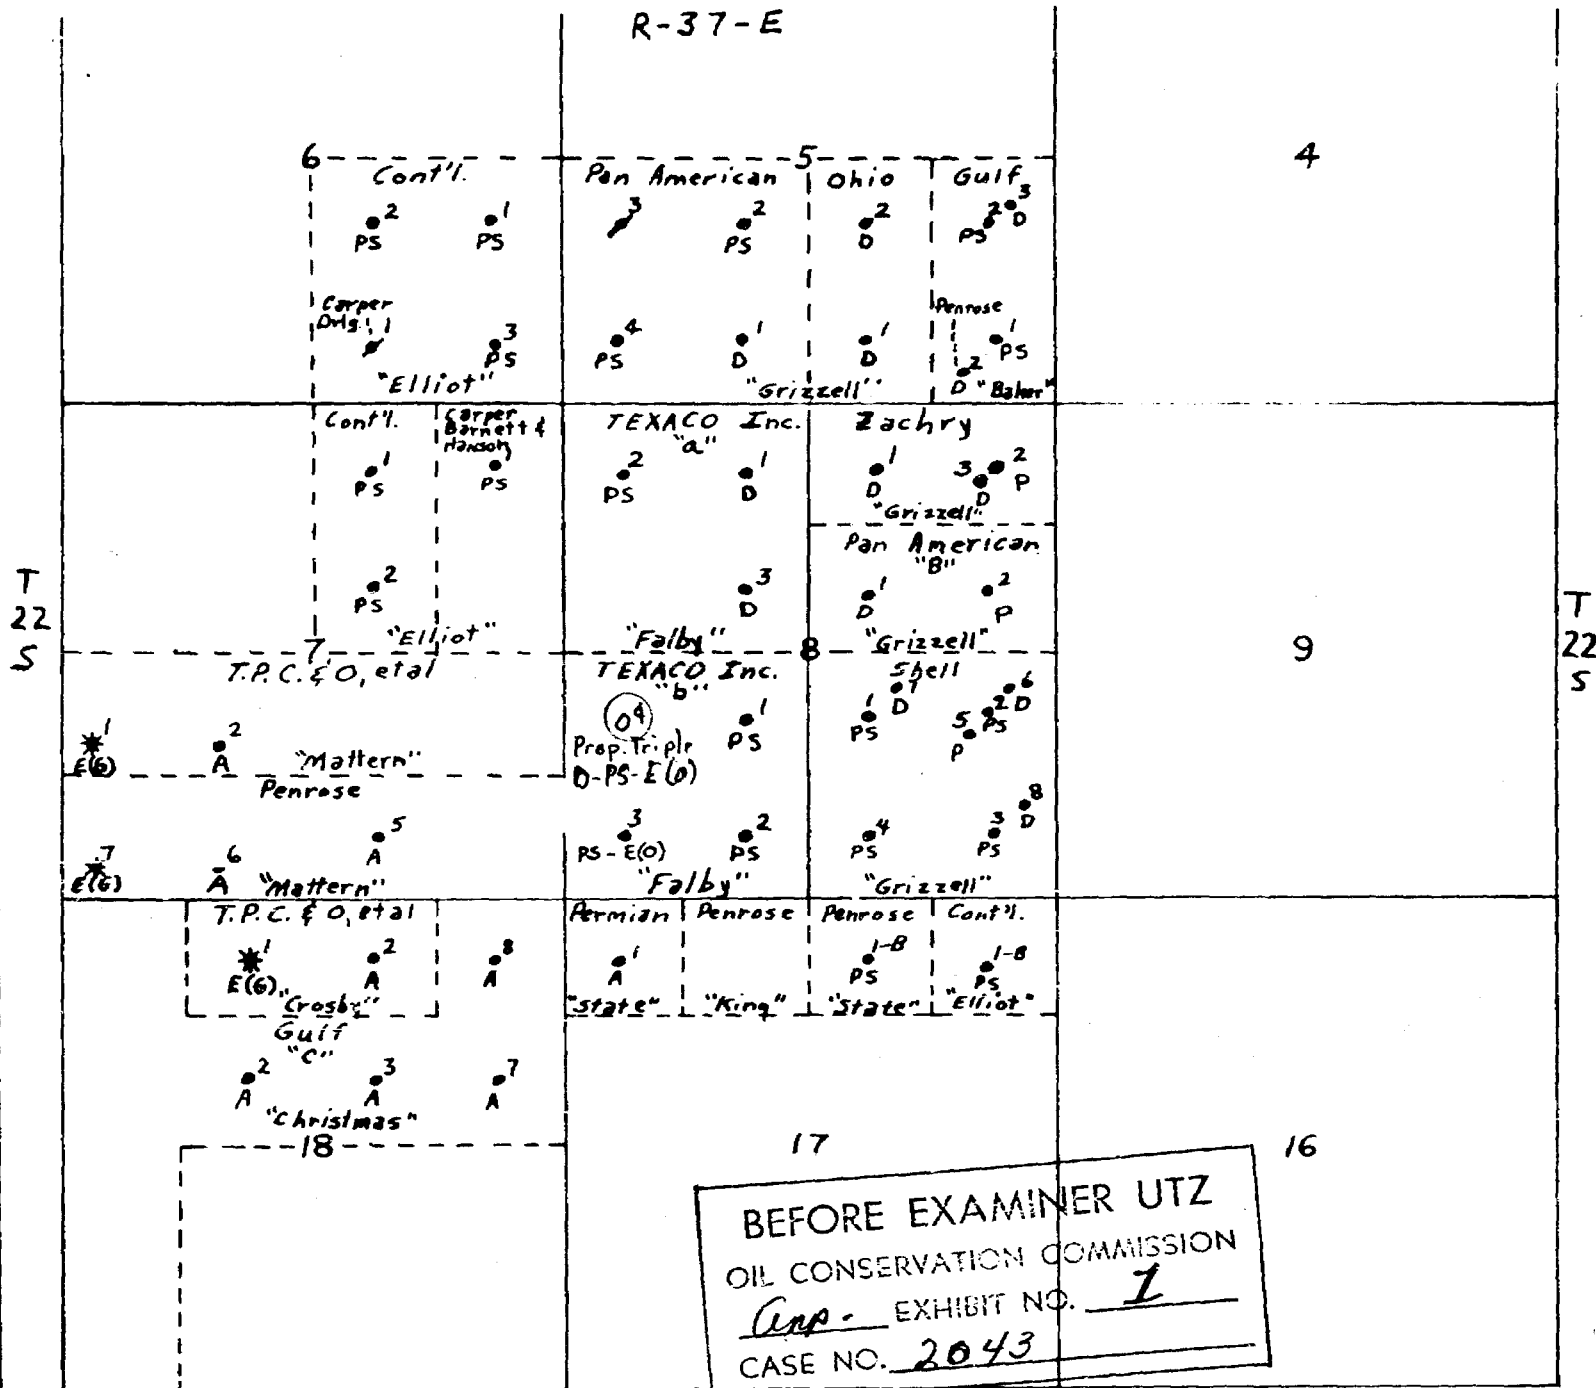 R-37-E
6 5 4
Cont'l. Pan American Ohio Gulf
2 1 3 2 2 2 3
PS PS PS D PS D
Carper
Drlg. 1 3 4 1 1 Penrose 1
PS PS D D PS
2
D "Baker"
"Elliot" "Grizzell"
Cont'l. Carper TEXACO Inc. Zachry
Barnett &
Hanson "a"
1 1 2 1 1 3 2
PS PS PS D D D P
"Grizzell"
Pan American
"B"
2 3 1 2
PS D D P
T T
22 22
S S
"Elliot" "Falby" "Grizzell"
7 8 9
T.P.C. & O, etal TEXACO Inc. Shell
"b"
1 2 4 1 1 7 5 2 6
E(G) A PS PS D P PS D
"Mattern" Prop. Triple
D-PS-E(O)
Penrose
7 6 5 3 2 4 3 8
E(G) A A PS-E(O) PS PS PS D
"Mattern" "Falby" "Grizzell"
T.P.C. & O, etal Permian Penrose Penrose Cont'l.
1 2 8 1 1-B 1-B
E(G) A A A PS PS
"Crosby" "State" "King" "State" "Elliot"
Gulf
"C"
2 3 7
A A A
"Christmas"
18 17 16
BEFORE EXAMINER UTZ
OIL CONSERVATION COMMISSION
EXHIBIT NO. 1
CASE NO. 2043